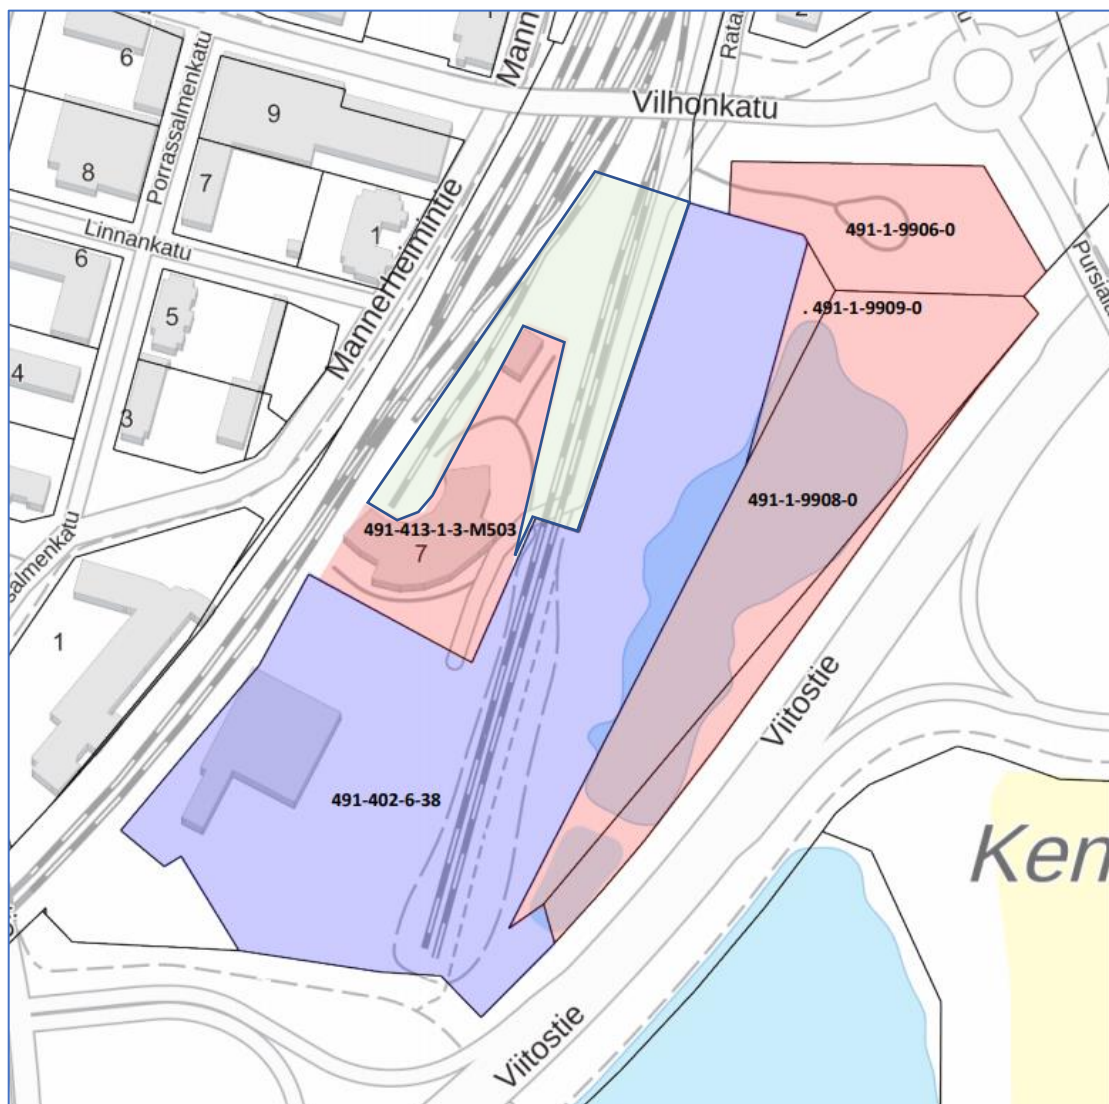 6
Mann
9
Mann
Rata
Vilhonkatu
8
Porrassalmenkatu
7
Linnankatu
1
491-1-9906-0
6
Mannerheimintie
5
. 491-1-9909-0
4
3
491-1-9908-0
491-413-1-3-M503
7
salmenkatu
1
Viitostie
491-402-6-38
Ken
Viitostie